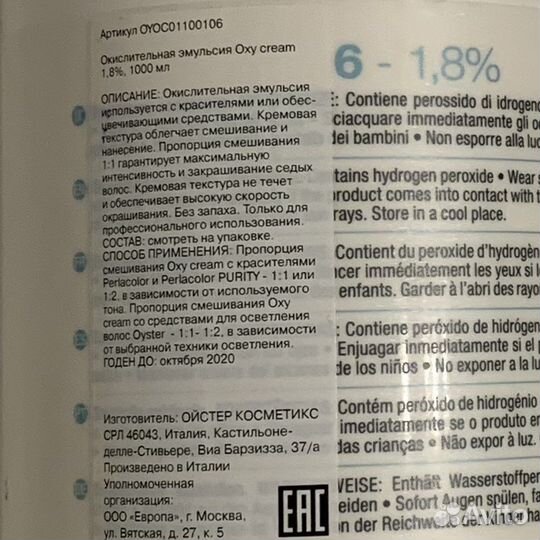 Артикул OYOC01100106
Окислительная эмульсия Oxy cream
1,8%, 1000 мл
ОПИСАНИЕ: Окислительная эмульсия
используется с красителями или обес-
цвечивающими средствами. Кремовая
текстура облегчает смешивание и
нанесение. Пропорция смешивания
1:1 гарантирует максимальную
интенсивность и закрашивание седых
волос. Кремовая текстура не течет
и обеспечивает высокую скорость
окрашивания. Без запаха. Только для
профессионального использования.
СОСТАВ: смотреть на упаковке.
СПОСОБ ПРИМЕНЕНИЯ: Пропорция
смешивания Oxy cream с красителями
Perlacolor и Perlacolor PURITY - 1:1 или
1:2, в зависимости от используемого
тона. Пропорция смешивания Oxy
cream со средствами для осветления
волос Oyster - 1:1- 1:2, в зависимости
от выбранной техники осветления.
ГОДЕН ДО: октября 2020
Изготовитель: ОЙСТЕР КОСМЕТИКС
СРЛ 46043, Италия, Кастильоне-
делле-Стивьере, Виа Барзизза, 37/а
Произведено в Италии
Уполномоченная
организация:
ООО «Европа», г. Москва,
ул. Вятская, д. 27, к. 5
EAC
6 - 1,8%
E: Contiene perossido di idrogeno
ciacquare immediatamente gli oc
dei bambini • Non esporre alla luc
ntains hydrogen peroxide • Wear s
product comes into contact with t
rays. Store in a cool place.
Contient du peroxyde d'hydrogèn
ncer immédiatement les yeux si l
enfants. Garder à l'abri des rayo
: Contiene peróxido de hidrógen
Enjuagar inmediatamente si el p
de los niños • No exponer a la lu
Contém peróxido de hidrogénio
imediatamente se o produto en
das crianças • Não expor à luz.
WEISE: Enthält Wasserstoffper
eiden • Sofort Augen spülen, fa
on der Reichweite der Kinder ha
Avito